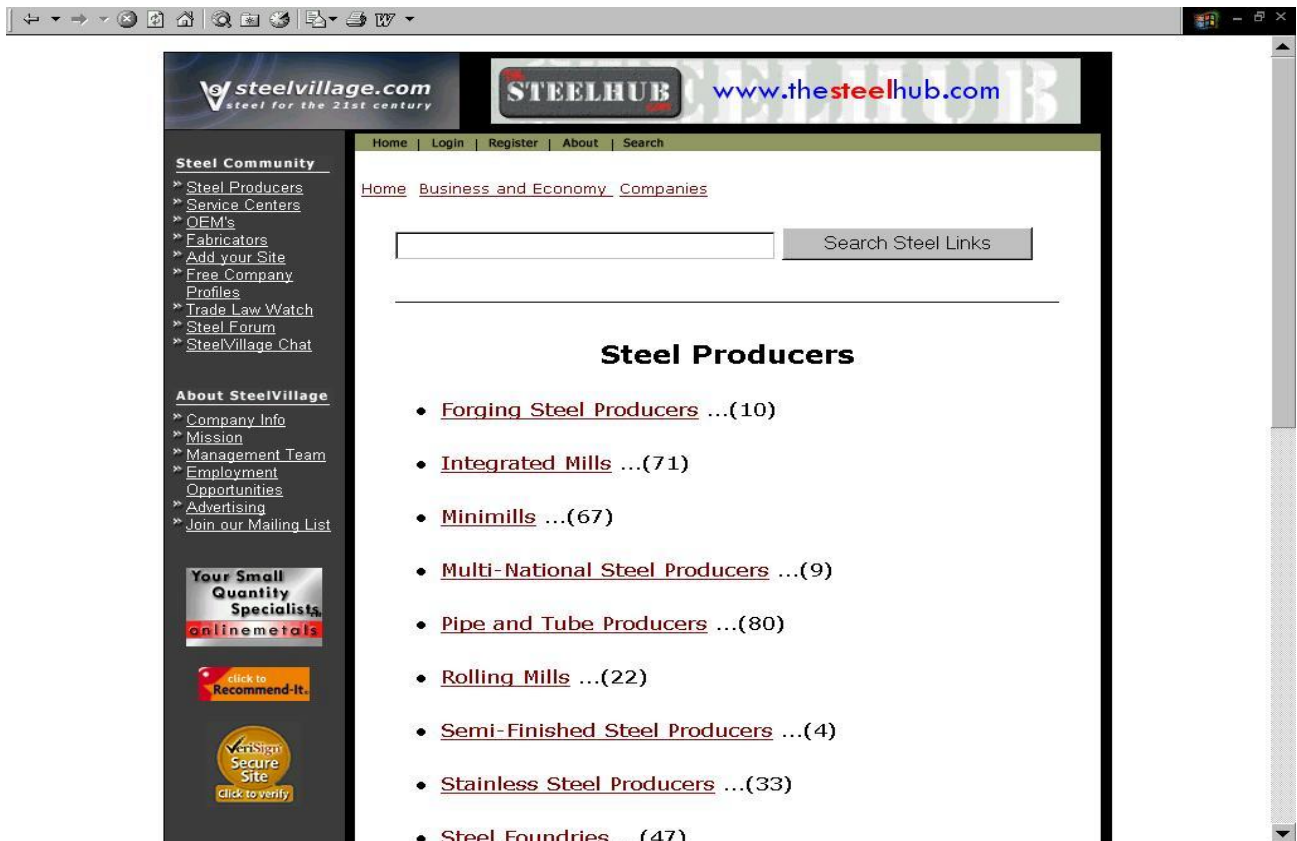 steelvillage.com
steel for the 21st century
THE
STEELHUB
.com
www.thesteelhub.com
Home | Login | Register | About | Search
Steel Community
Steel Producers
Service Centers
OEM's
Fabricators
Add your Site
Free Company
Profiles
Trade Law Watch
Steel Forum
SteelVillage Chat
About SteelVillage
Company Info
Mission
Management Team
Employment
Opportunities
Advertising
Join our Mailing List
Your Small
Quantity
Specialists
onlinemetals
click to
Recommend-It
VeriSign
Secure
Site
Click to verify
Home Business and Economy Companies
Search Steel Links
Steel Producers
• Forging Steel Producers ...(10)
• Integrated Mills ...(71)
• Minimills ...(67)
• Multi-National Steel Producers ...(9)
• Pipe and Tube Producers ...(80)
• Rolling Mills ...(22)
• Semi-Finished Steel Producers ...(4)
• Stainless Steel Producers ...(33)
• Steel Foundries ...(47)